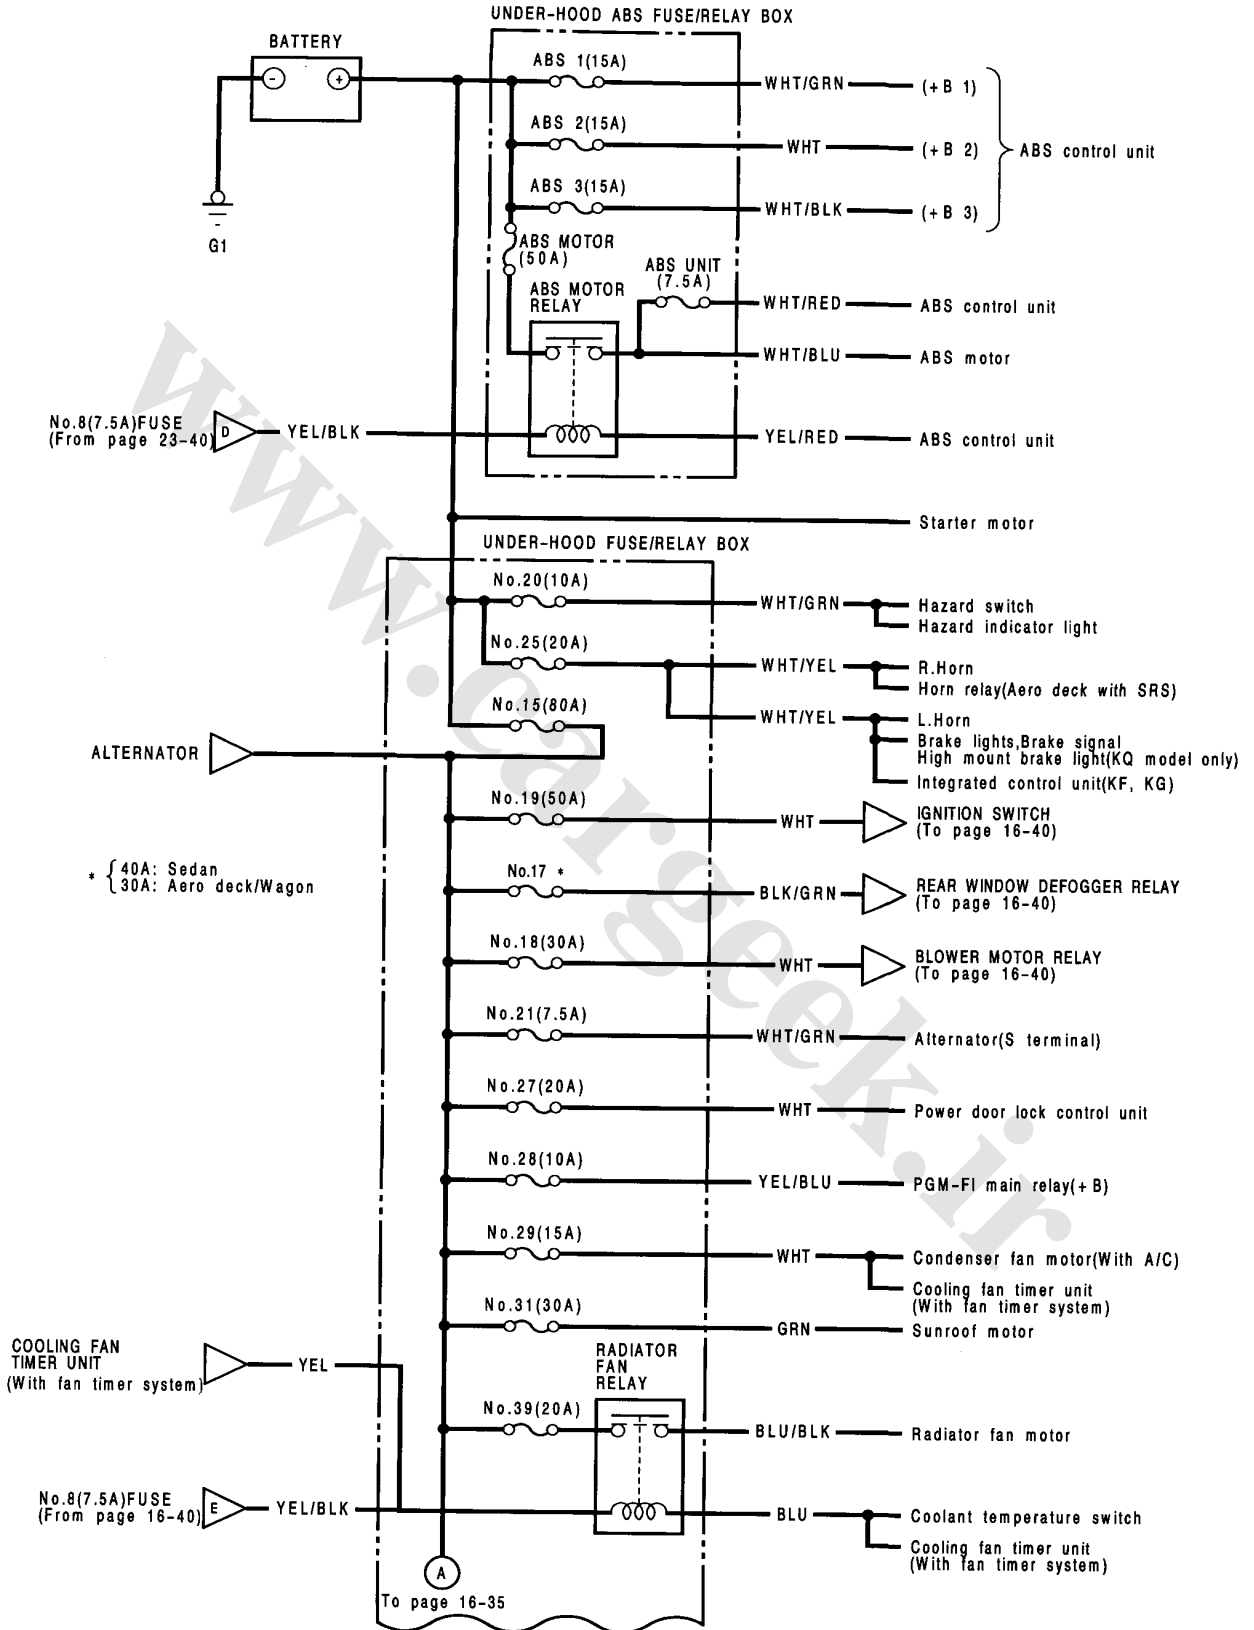 UNDER-HOOD ABS FUSE/RELAY BOX
BATTERY
-
+
G1
ABS 1(15A)
WHT/GRN
(+B 1)
ABS 2(15A)
WHT
(+B 2)
ABS control unit
ABS 3(15A)
WHT/BLK
(+B 3)
ABS MOTOR
(50A)
ABS UNIT
(7.5A)
ABS MOTOR
RELAY
WHT/RED
ABS control unit
WHT/BLU
ABS motor
No.8(7.5A)FUSE
(From page 23-40)
D
YEL/BLK
YEL/RED
ABS control unit
Starter motor
UNDER-HOOD FUSE/RELAY BOX
No.20(10A)
WHT/GRN
Hazard switch
Hazard indicator light
No.25(20A)
WHT/YEL
R.Horn
Horn relay(Aero deck with SRS)
No.15(80A)
WHT/YEL
L.Horn
Brake lights,Brake signal
High mount brake light(KQ model only)
Integrated control unit(KF, KG)
ALTERNATOR
No.19(50A)
WHT
IGNITION SWITCH
(To page 16-40)
* { 40A: Sedan
30A: Aero deck/Wagon
No.17 *
BLK/GRN
REAR WINDOW DEFOGGER RELAY
(To page 16-40)
No.18(30A)
WHT
BLOWER MOTOR RELAY
(To page 16-40)
No.21(7.5A)
WHT/GRN
Alternator(S terminal)
No.27(20A)
WHT
Power door lock control unit
No.28(10A)
YEL/BLU
PGM-FI main relay(+B)
No.29(15A)
WHT
Condenser fan motor(With A/C)
Cooling fan timer unit
(With fan timer system)
No.31(30A)
GRN
Sunroof motor
COOLING FAN
TIMER UNIT
(With fan timer system)
YEL
RADIATOR
FAN
RELAY
No.39(20A)
BLU/BLK
Radiator fan motor
No.8(7.5A)FUSE
(From page 16-40)
E
YEL/BLK
BLU
Coolant temperature switch
Cooling fan timer unit
(With fan timer system)
A
To page 16-35
www.cargeek.ir